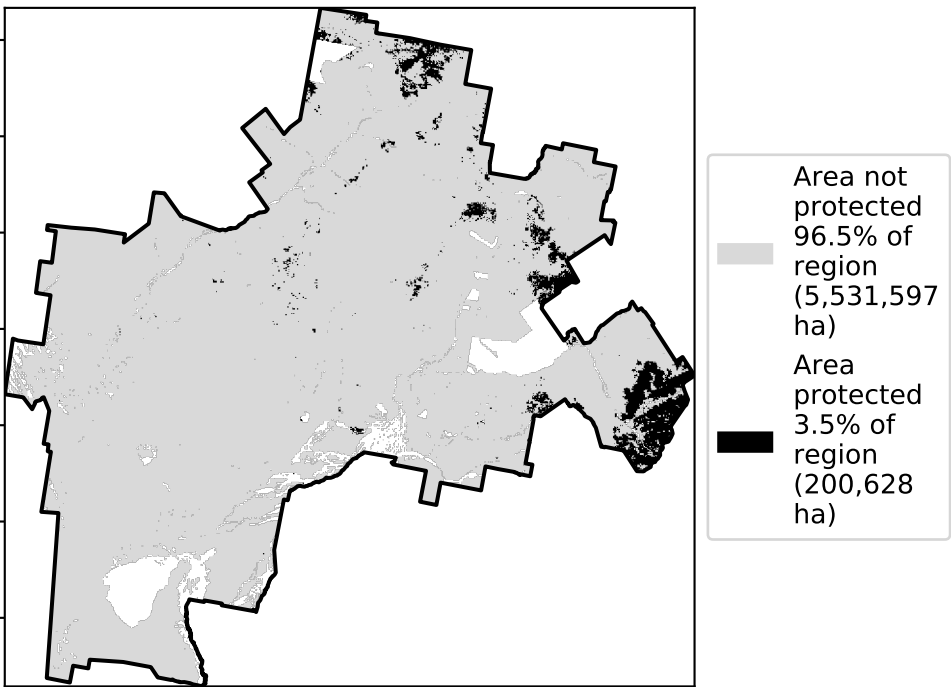 Area not
protected
96.5% of
region
(5,531,597
ha)
Area
protected
3.5% of
region
(200,628
ha)